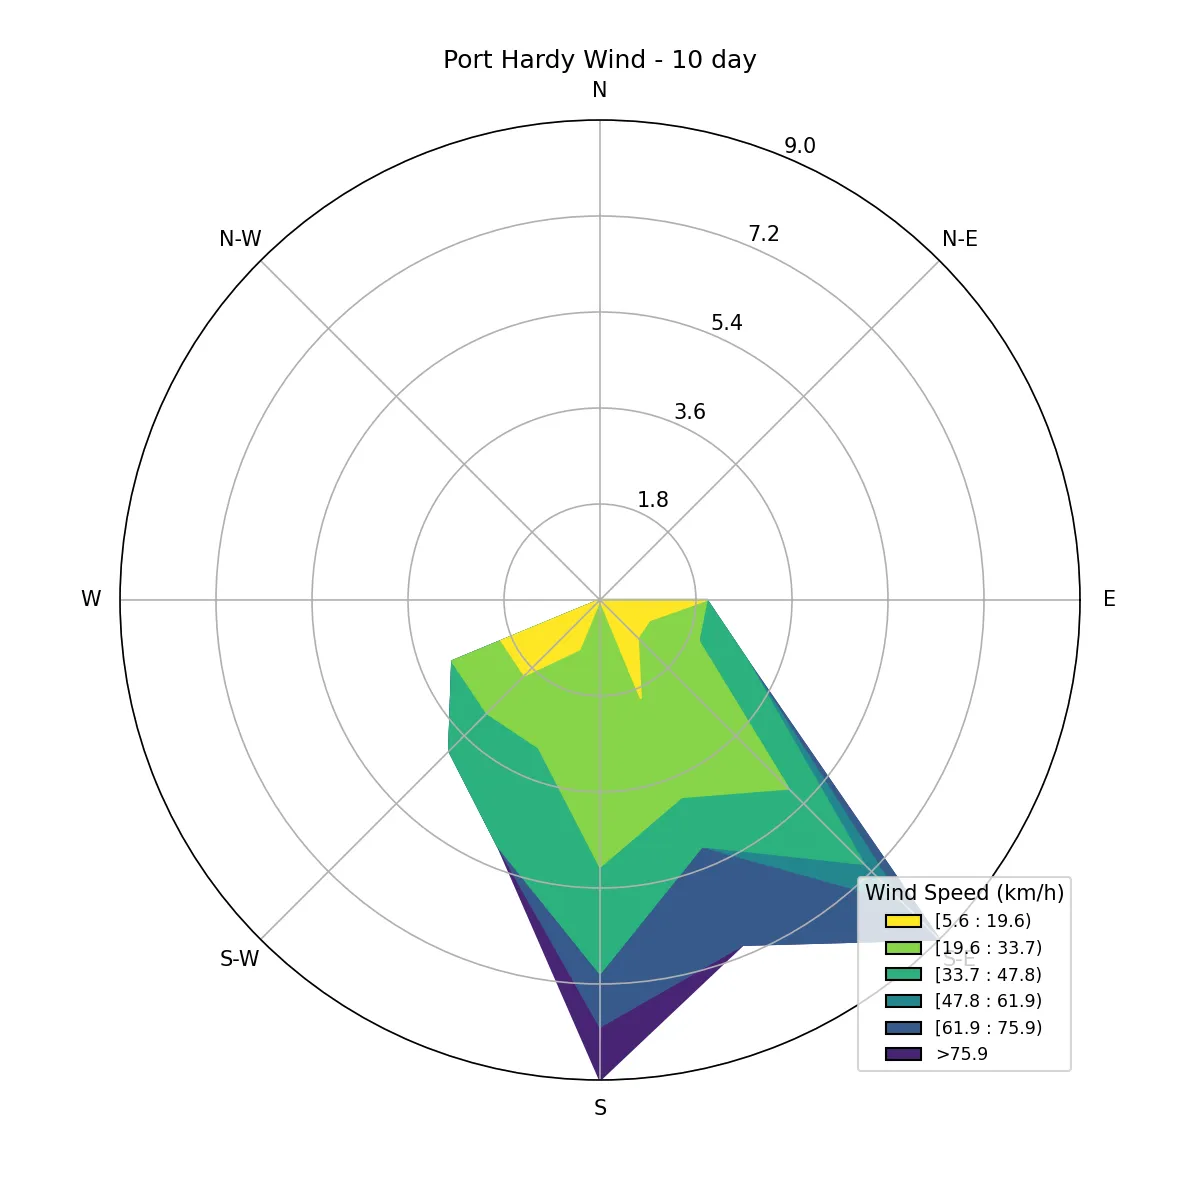 Port Hardy Wind - 10 day
N
9.0
N-W
N-E
7.2
5.4
3.6
1.8
W
E
Wind Speed (km/h)
[5.6 : 19.6)
[19.6 : 33.7)
[33.7 : 47.8)
[47.8 : 61.9)
[61.9 : 75.9)
>75.9
S-W
S-E
S